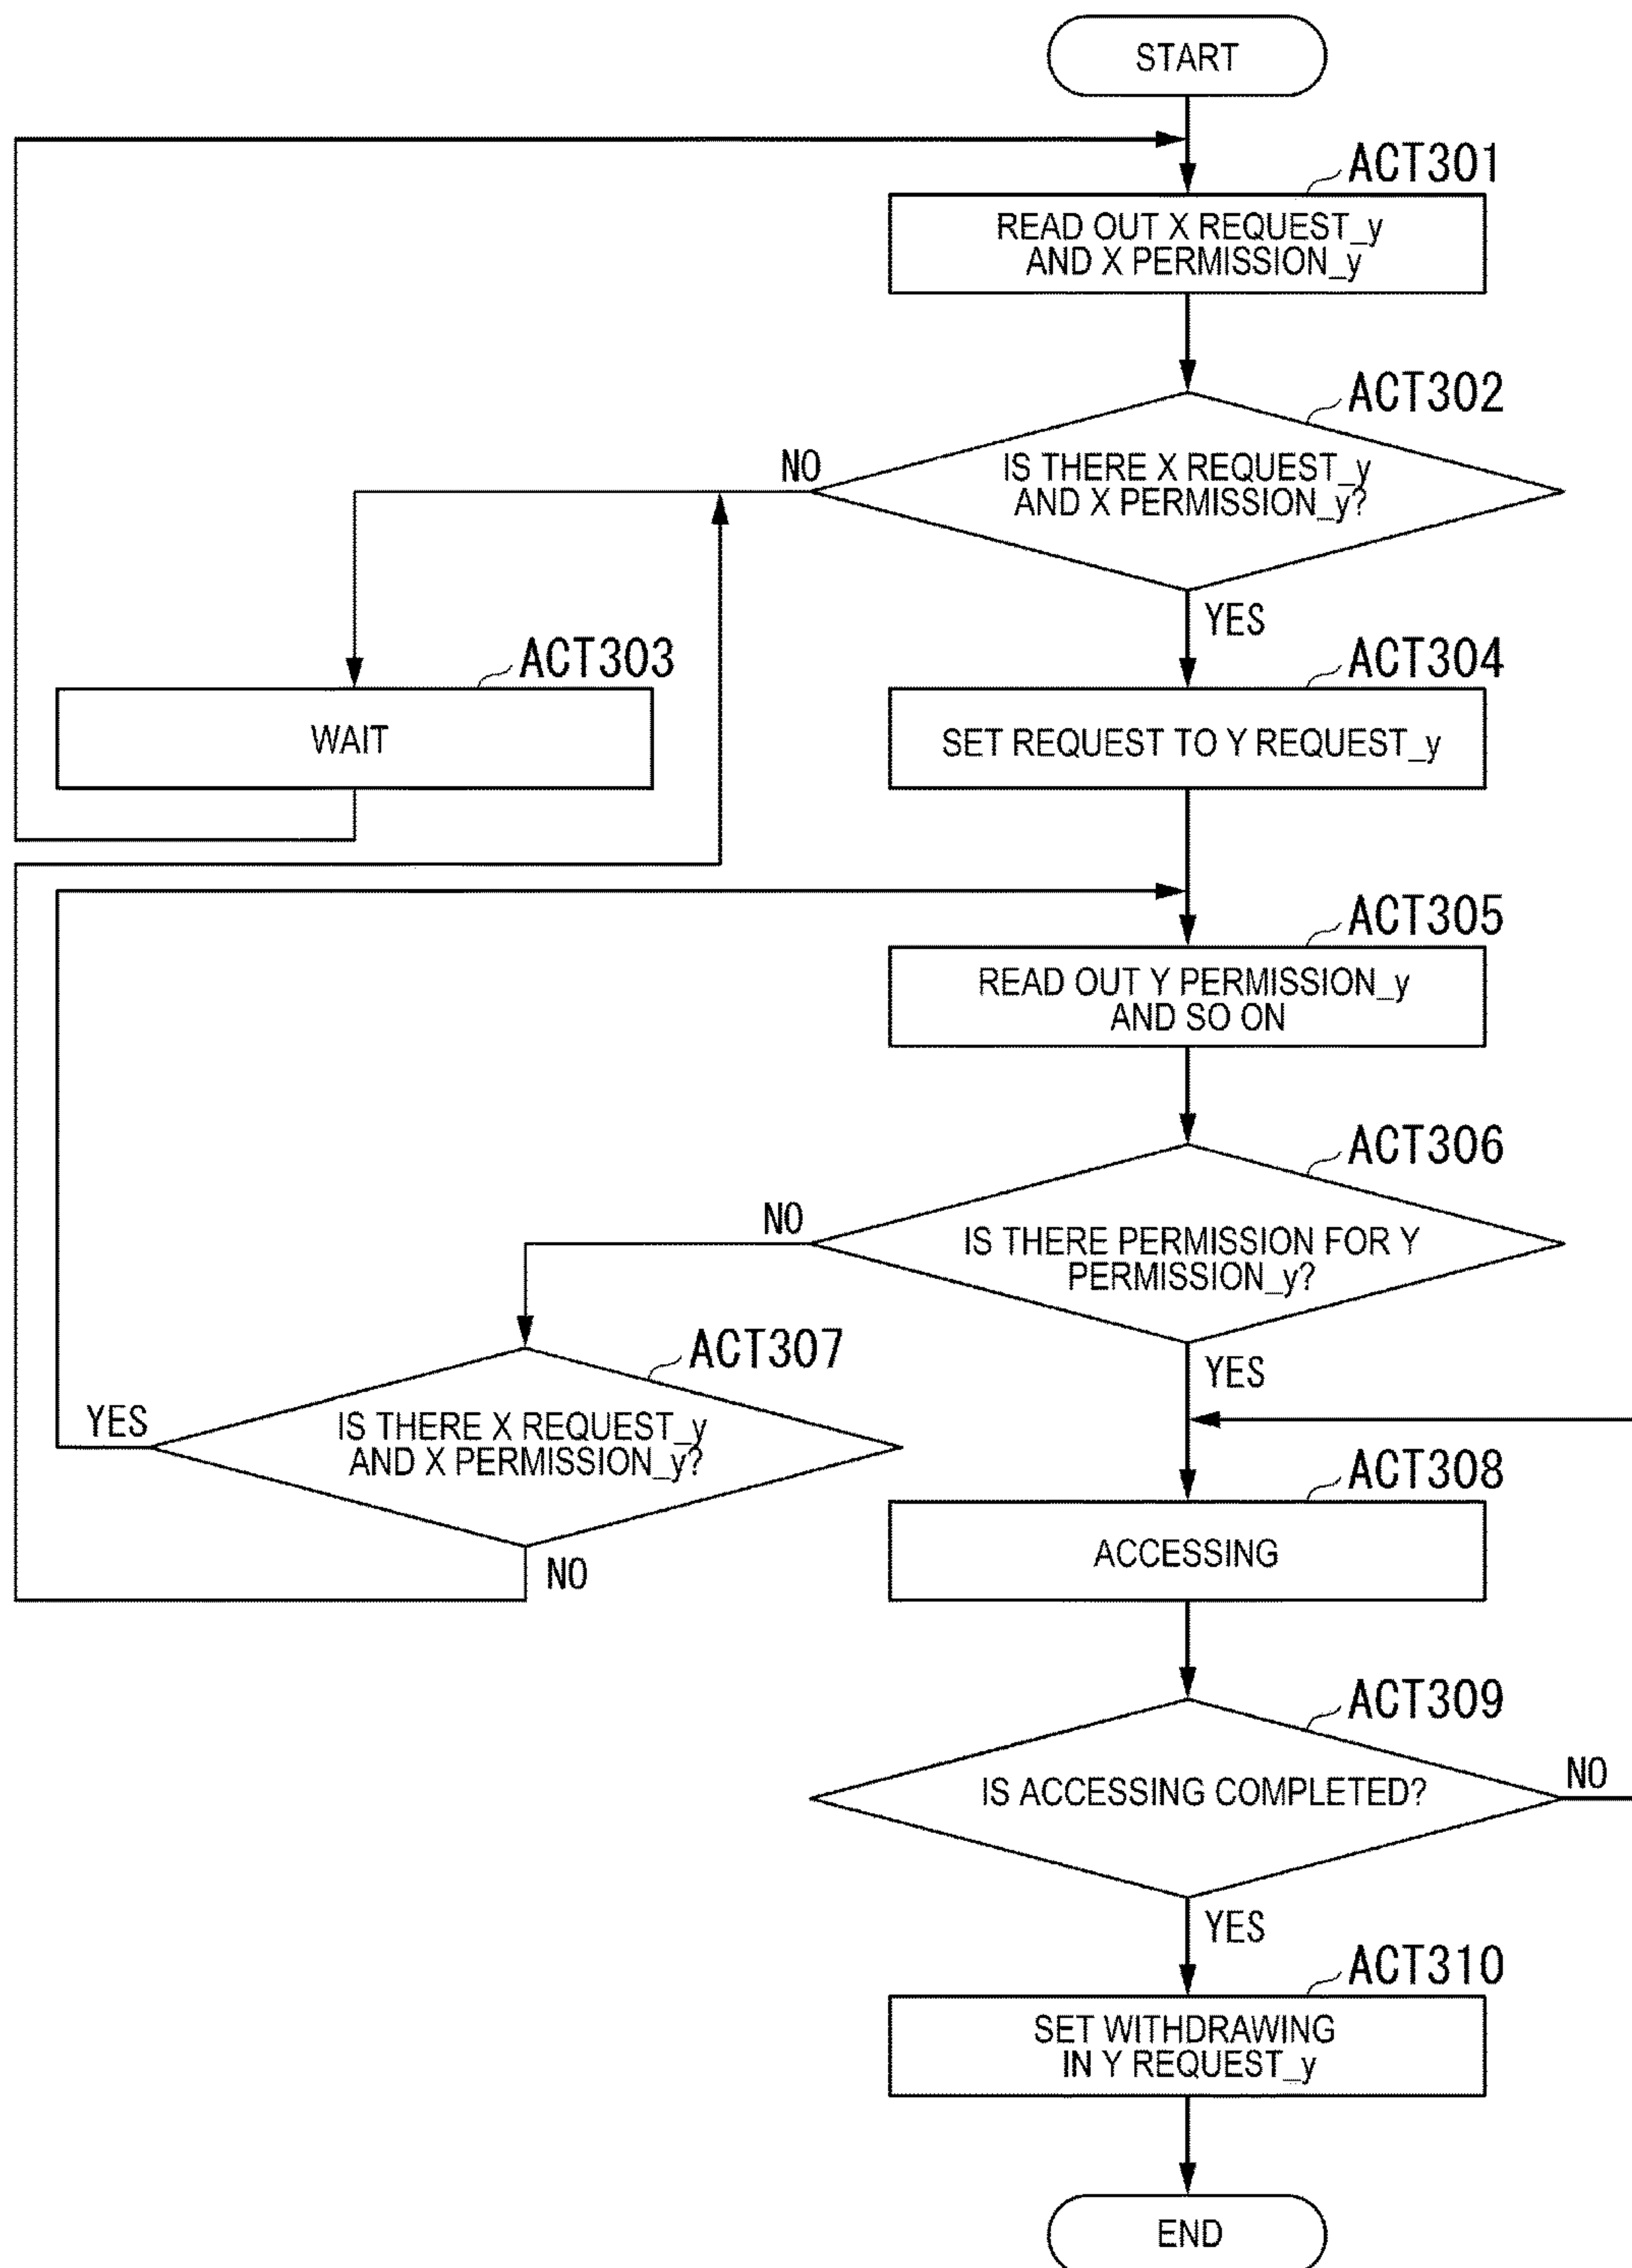 START
ACT301
READ OUT X REQUEST_y
AND X PERMISSION_y
ACT302
NO
IS THERE X REQUEST_y
AND X PERMISSION_y?
YES
ACT303
WAIT
ACT304
SET REQUEST TO Y REQUEST_y
ACT305
READ OUT Y PERMISSION_y
AND SO ON
ACT306
NO
IS THERE PERMISSION FOR Y
PERMISSION_y?
YES
ACT307
YES
IS THERE X REQUEST_y
AND X PERMISSION_y?
NO
ACT308
ACCESSING
ACT309
IS ACCESSING COMPLETED?
NO
YES
ACT310
SET WITHDRAWING
IN Y REQUEST_y
END